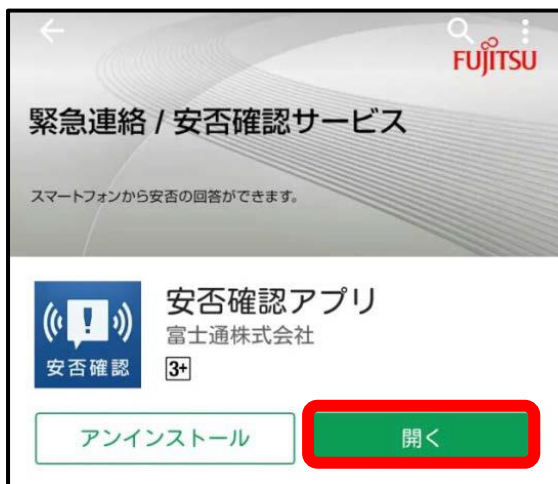 FUJITSU
緊急連絡 / 安否確認サービス
スマートフォンから安否の回答ができます。
安否確認
安否確認アプリ
富士通株式会社
3+
アンインストール
開く